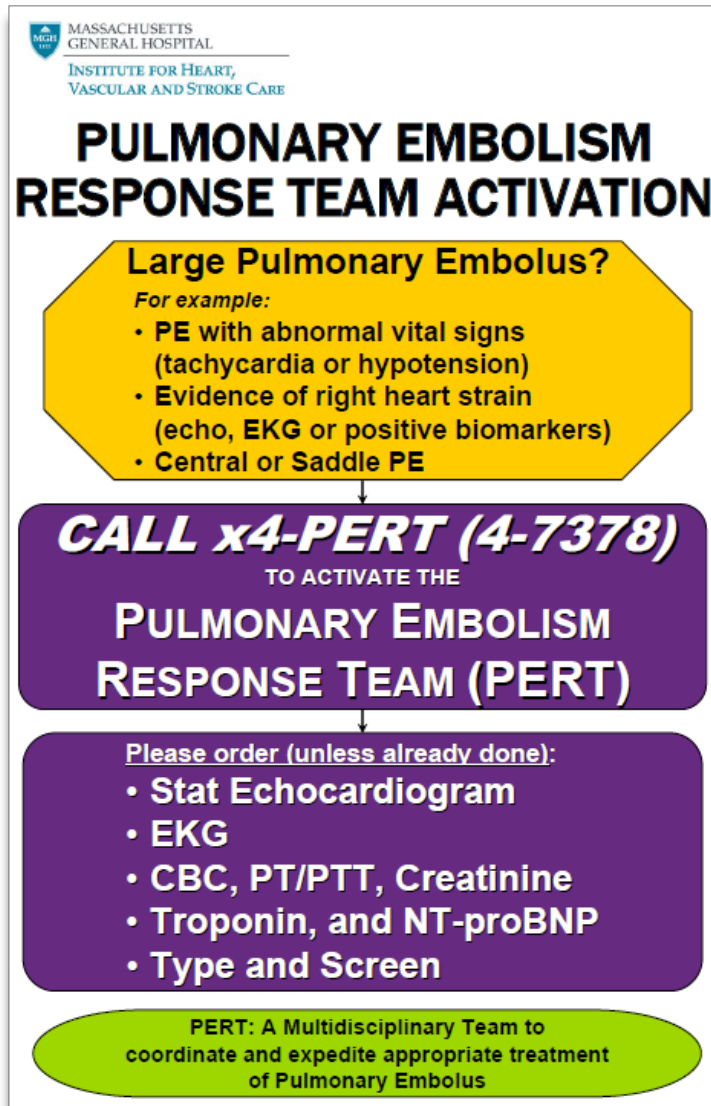 MGH
1811
MASSACHUSETTS
GENERAL HOSPITAL
INSTITUTE FOR HEART,
VASCULAR AND STROKE CARE
PULMONARY EMBOLISM
RESPONSE TEAM ACTIVATION
Large Pulmonary Embolus?
For example:
• PE with abnormal vital signs
(tachycardia or hypotension)
• Evidence of right heart strain
(echo, EKG or positive biomarkers)
• Central or Saddle PE
CALL x4-PERT (4-7378)
TO ACTIVATE THE
PULMONARY EMBOLISM
RESPONSE TEAM (PERT)
Please order (unless already done):
• Stat Echocardiogram
• EKG
• CBC, PT/PTT, Creatinine
• Troponin, and NT-proBNP
• Type and Screen
PERT: A Multidisciplinary Team to
coordinate and expedite appropriate treatment
of Pulmonary Embolus